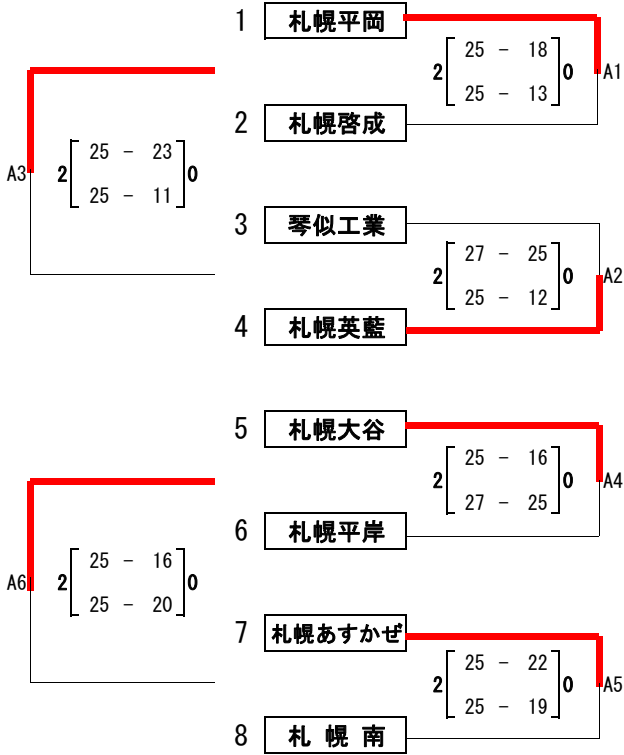 1 札幌平岡
25 - 18
2 0 A1
25 - 13
2 札幌啓成
25 - 23
A3 2 0
25 - 11
3 琴似工業
27 - 25
2 0 A2
25 - 12
4 札幌英藍
5 札幌大谷
25 - 16
2 0 A4
27 - 25
6 札幌平岸
25 - 16
A6 2 0
25 - 20
7 札幌あすかぜ
25 - 22
2 0 A5
25 - 19
8 札 幌 南